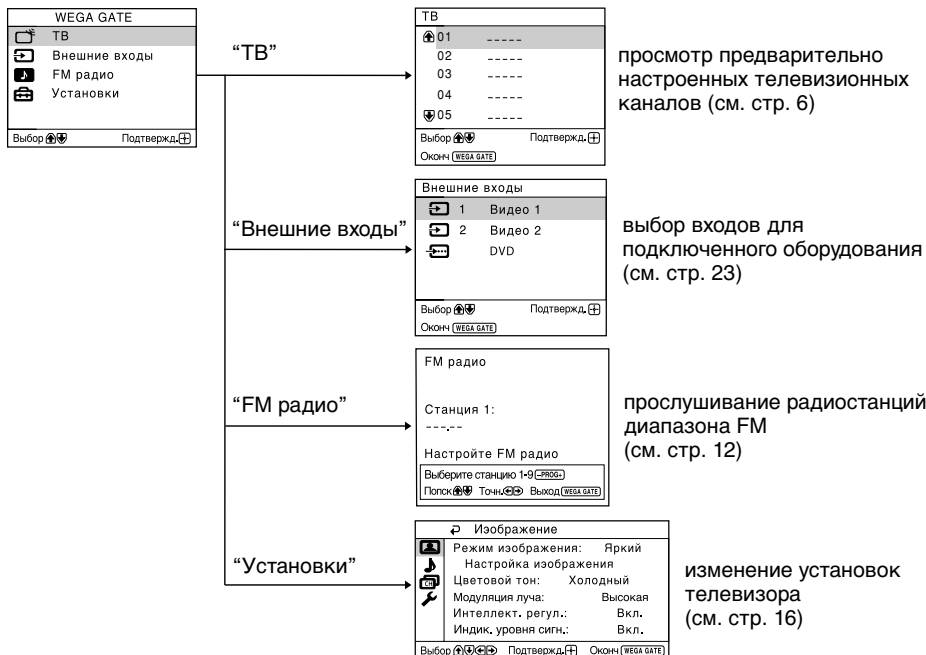 WEGA GATE
ТВ
Внешние входы
FM радио
Установки
Выбор Подтвержд.
“ТВ”
ТВ
01 -----
02 -----
03 -----
04 -----
05 -----
Выбор Подтвержд.
Оконч WEGA GATE
просмотр предварительно
настроенных телевизионных
каналов (см. стр. 6)
“Внешние входы”
Внешние входы
1 Видео 1
2 Видео 2
DVD
Выбор Подтвержд.
Оконч WEGA GATE
выбор входов для
подключенного оборудования
(см. стр. 23)
“FM радио”
FM радио
Станция 1:
---.--
Настройте FM радио
Выберите станцию 1-9 -PROG+
Попск Точн. Выход WEGA GATE
прослушивание радиостанций
диапазона FM
(см. стр. 12)
“Установки”
Изображение
Режим изображения: Яркий
Настройка изображения
Цветовой тон: Холодный
Модуляция луча: Высокая
Интеллект. регул.: Вкл.
Индик. уровня сигн.: Вкл.
Выбор Подтвержд. Оконч WEGA GATE
изменение установок
телевизора
(см. стр. 16)